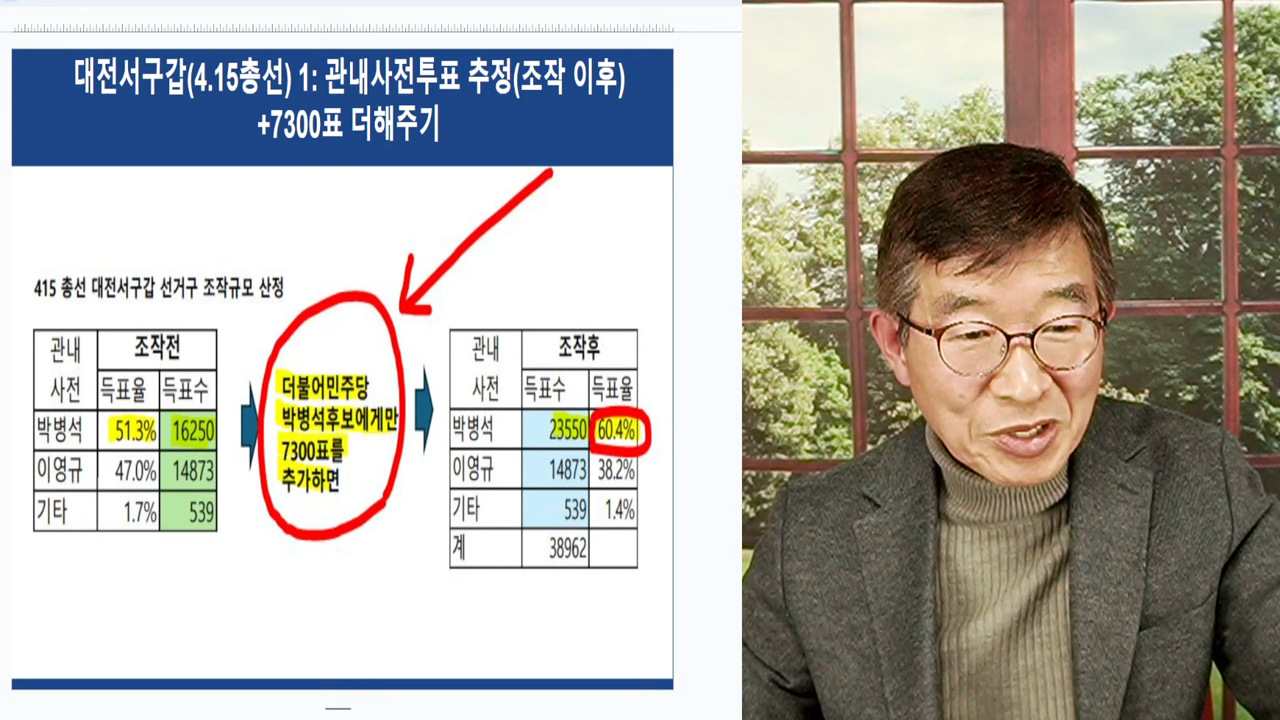 대전서구갑(4.15총선) 1: 관내사전투표 추정(조작 이후)
+7300표 더해주기
415 총선 대전서구갑 선거구 조작규모 산정
관내 사전 조작전
득표율 득표수
박병석 51.3% 16250
이영규 47.0% 14873
기타 1.7% 539
더불어민주당
박병석후보에게만
7300표를
추가하면
관내 사전 조작후
득표수 득표율
박병석 23550 60.4%
이영규 14873 38.2%
기타 539 1.4%
계 38962